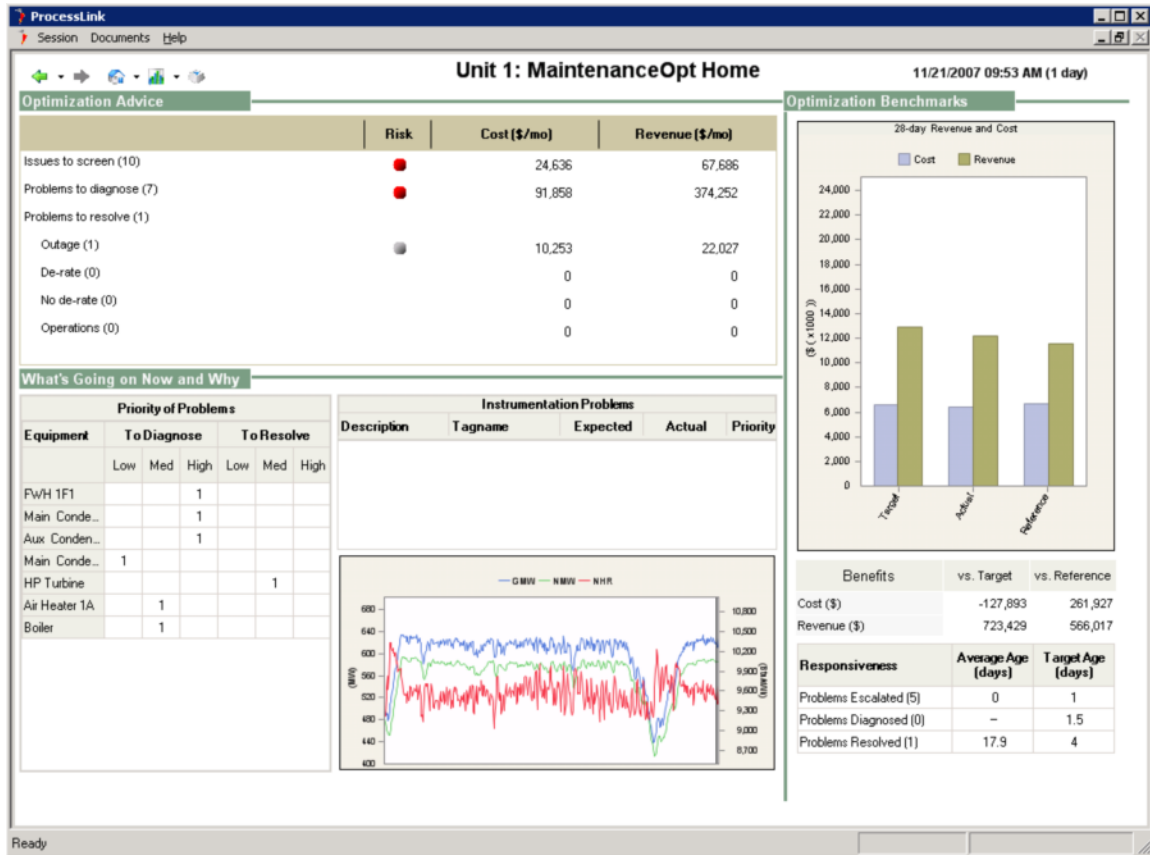 ProcessLink
Session Documents Help
Unit 1: MaintenanceOpt Home
11/21/2007 09:53 AM (1 day)
Optimization Advice
Risk Cost($/mo) Revenue($/mo)
Issues to screen (10) 24,636 67,686
Problems to diagnose (7) 91,858 374,252
Problems to resolve (1)
Outage (1) 10,253 22,027
De-rate (0) 0 0
No de-rate (0) 0 0
Operations (0) 0 0
What's Going on Now and Why
Priority of Problems
Equipment To Diagnose To Resolve
Low Med High Low Med High
FWH 1F1 1
Main Conde... 1
Aux Conden... 1
Main Conde... 1
HP Turbine 1
Air Heater 1A 1
Boiler 1
Instrumentation Problems
Description Tagname Expected Actual Priority
GMW NMW NHR
680
640
600
560
520
480
440
400
(MW)
10,800
10,500
10,200
9,900
9,600
9,300
9,000
8,700
Optimization Benchmarks
28-day Revenue and Cost
Cost Revenue
24,000
22,000
20,000
18,000
16,000
14,000
12,000
10,000
8,000
6,000
4,000
2,000
0
($ ( x1000 ))
Target
Actual
Reference
Benefits vs. Target vs. Reference
Cost ($) -127,893 261,927
Revenue ($) 723,429 566,017
Responsiveness Average Age (days) Target Age (days)
Problems Escalated (5) 0 1
Problems Diagnosed (0) – 1.5
Problems Resolved (1) 17.9 4
Ready